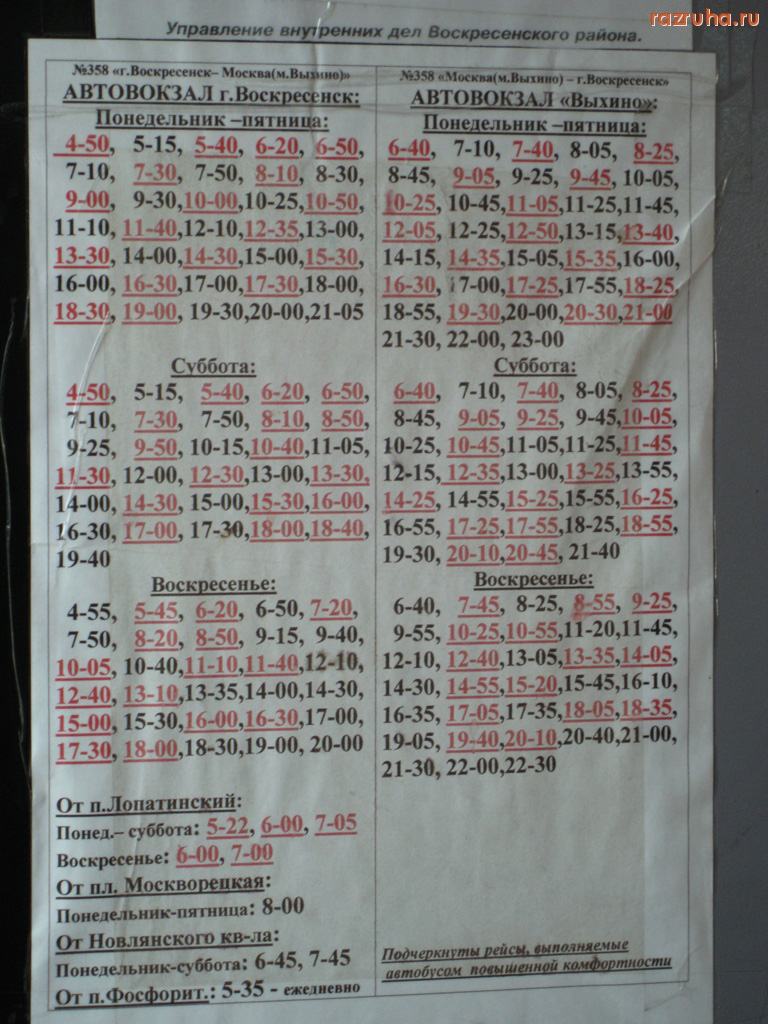 razruha.ru
Управление внутренних дел Воскресенского района.
№358 «г.Воскресенск– Москва(м.Выхино)»
АВТОВОКЗАЛ г.Воскресенск:
Понедельник –пятница:
4-50, 5-15, 5-40, 6-20, 6-50,
7-10, 7-30, 7-50, 8-10, 8-30,
9-00, 9-30,10-00,10-25,10-50,
11-10, 11-40,12-10,12-35,13-00,
13-30, 14-00,14-30,15-00,15-30,
16-00, 16-30,17-00,17-30,18-00,
18-30, 19-00, 19-30,20-00,21-05
Суббота:
4-50, 5-15, 5-40, 6-20, 6-50,
7-10, 7-30, 7-50, 8-10, 8-50,
9-25, 9-50, 10-15,10-40,11-05,
11-30, 12-00, 12-30,13-00,13-30,
14-00, 14-30, 15-00,15-30,16-00,
16-30, 17-00, 17-30,18-00,18-40,
19-40
Воскресенье:
4-55, 5-45, 6-20, 6-50, 7-20,
7-50, 8-20, 8-50, 9-15, 9-40,
10-05, 10-40,11-10,11-40,12-10,
12-40, 13-10,13-35,14-00,14-30,
15-00, 15-30,16-00,16-30,17-00,
17-30, 18-00,18-30,19-00, 20-00
От п.Лопатинский:
Понед.– суббота: 5-22, 6-00, 7-05
Воскресенье: 6-00, 7-00
От пл. Москворецкая:
Понедельник-пятница: 8-00
От Новлянского кв-ла:
Понедельник-суббота: 6-45, 7-45
От п.Фосфорит.: 5-35 - ежедневно
№358 «Москва(м.Выхино) – г.Воскресенск»
АВТОВОКЗАЛ «Выхино»:
Понедельник –пятница:
6-40, 7-10, 7-40, 8-05, 8-25,
8-45, 9-05, 9-25, 9-45, 10-05,
10-25, 10-45,11-05,11-25,11-45,
12-05, 12-25,12-50,13-15,13-40,
14-15, 14-35,15-05,15-35,16-00,
16-30, 17-00,17-25,17-55,18-25,
18-55, 19-30,20-00,20-30,21-00
21-30, 22-00, 23-00
Суббота:
6-40, 7-10, 7-40, 8-05, 8-25,
8-45, 9-05, 9-25, 9-45,10-05,
10-25, 10-45,11-05,11-25,11-45,
12-15, 12-35,13-00,13-25,13-55,
14-25, 14-55,15-25,15-55,16-25,
16-55, 17-25,17-55,18-25,18-55,
19-30, 20-10,20-45, 21-40
Воскресенье:
6-40, 7-45, 8-25, 8-55, 9-25,
9-55, 10-25,10-55,11-20,11-45,
12-10, 12-40,13-05,13-35,14-05,
14-30, 14-55,15-20,15-45,16-10,
16-35, 17-05,17-35,18-05,18-35,
19-05, 19-40,20-10,20-40,21-00,
21-30, 22-00,22-30
Подчеркнуты рейсы, выполняемые
автобусом повышенной комфортности